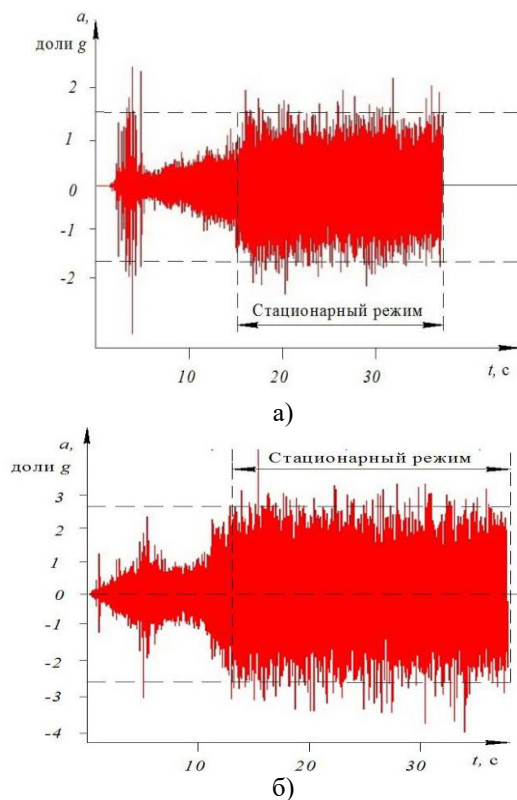 a,
доли g
2
1
0
-1
-2
Стационарный режим
10 20 30 t, с
а)
a,
доли g
Стационарный режим
3
2
1
0
-1
-2
-3
-4
10 20 30 t, с
б)